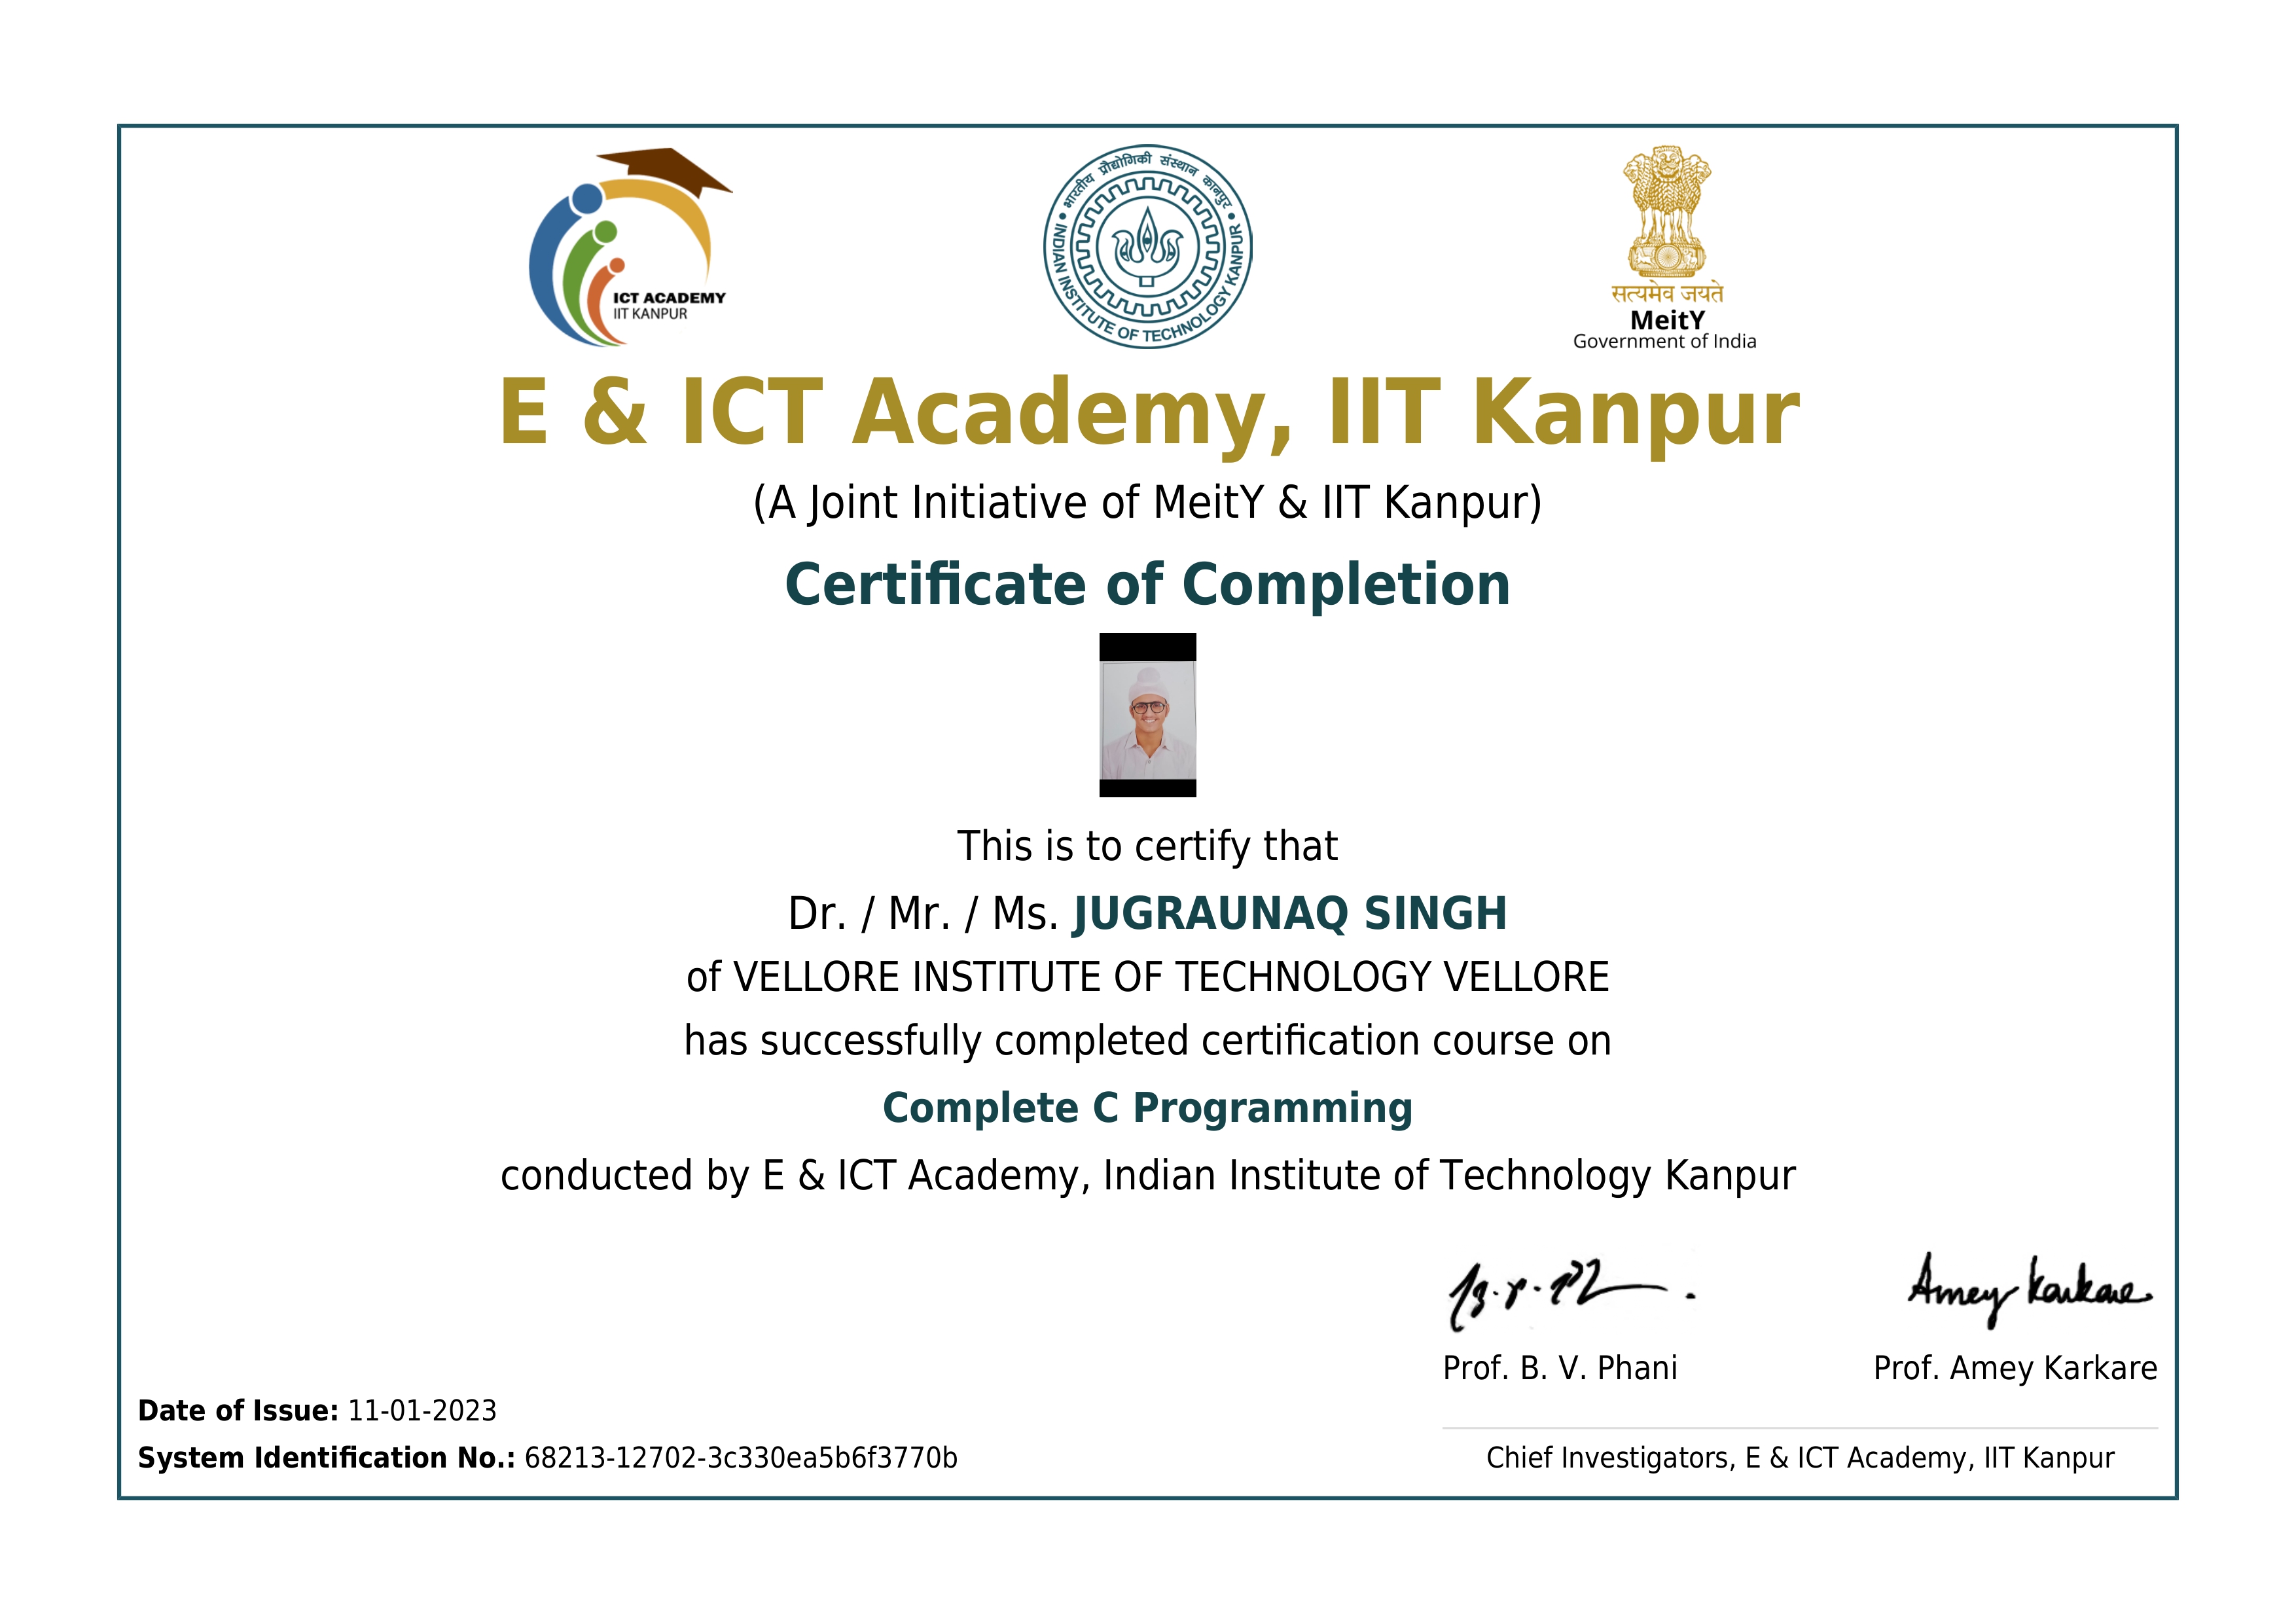 ICT ACADEMY
IIT KANPUR
भारतीय प्रौद्योगिकी संस्थान कानपुर
INDIAN INSTITUTE OF TECHNOLOGY KANPUR
सत्यमेव जयते
MeitY
Government of India
E & ICT Academy, IIT Kanpur
(A Joint Initiative of MeitY & IIT Kanpur)
Certificate of Completion
This is to certify that
Dr. / Mr. / Ms. JUGRAUNAQ SINGH
of VELLORE INSTITUTE OF TECHNOLOGY VELLORE
has successfully completed certification course on
Complete C Programming
conducted by E & ICT Academy, Indian Institute of Technology Kanpur
Amey Karkare
Prof. B. V. Phani Prof. Amey Karkare
Date of Issue: 11-01-2023
System Identification No.: 68213-12702-3c330ea5b6f3770b
Chief Investigators, E & ICT Academy, IIT Kanpur